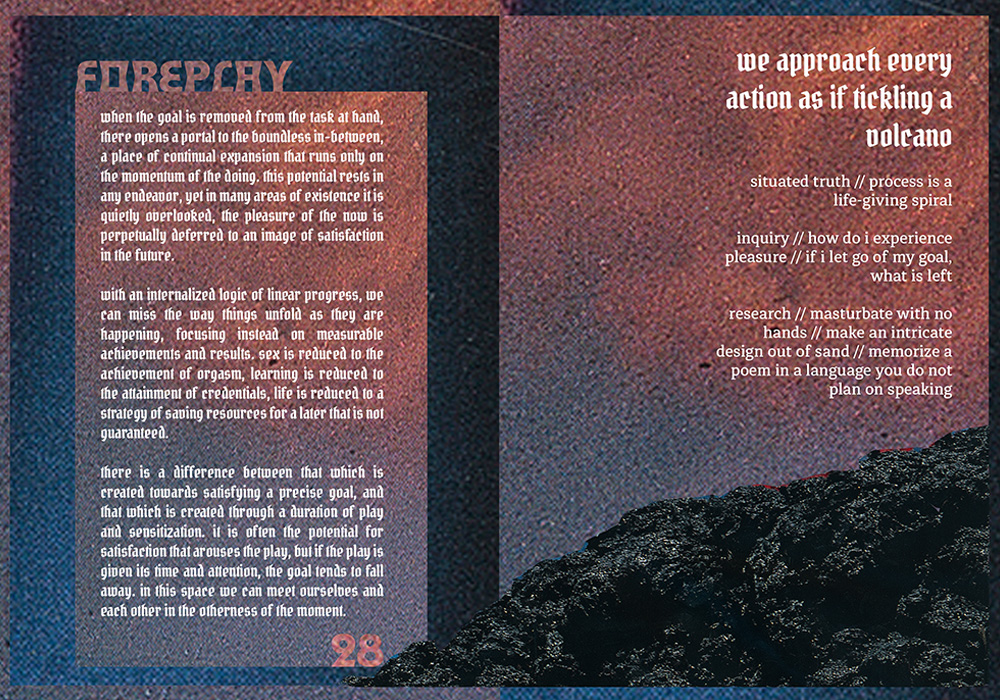 FOREPLAY
when the goal is removed from the task at hand,
there opens a portal to the boundless in-between,
a place of continual expansion that runs only on
the momentum of the doing. this potential rests in
any endeavor, yet in many areas of existence it is
quietly overlooked, the pleasure of the now is
perpetually deferred to an image of satisfaction
in the future.
with an internalized logic of linear progress, we
can miss the way things unfold as they are
happening, focusing instead on measurable
achievements and results. sex is reduced to the
achievement of orgasm, learning is reduced to
the attainment of credentials, life is reduced to a
strategy of saving resources for a later that is not
guaranteed.
there is a difference between that which is
created towards satisfying a precise goal, and
that which is created through a duration of play
and sensitization. it is often the potential for
satisfaction that arouses the play, but if the play is
given its time and attention, the goal tends to fall
away. in this space we can meet ourselves and
each other in the otherness of the moment.
28
we approach every
action as if tickling a
volcano
situated truth // process is a
life-giving spiral
inquiry // how do i experience
pleasure // if i let go of my goal,
what is left
research // masturbate with no
hands // make an intricate
design out of sand // memorize a
poem in a language you do not
plan on speaking